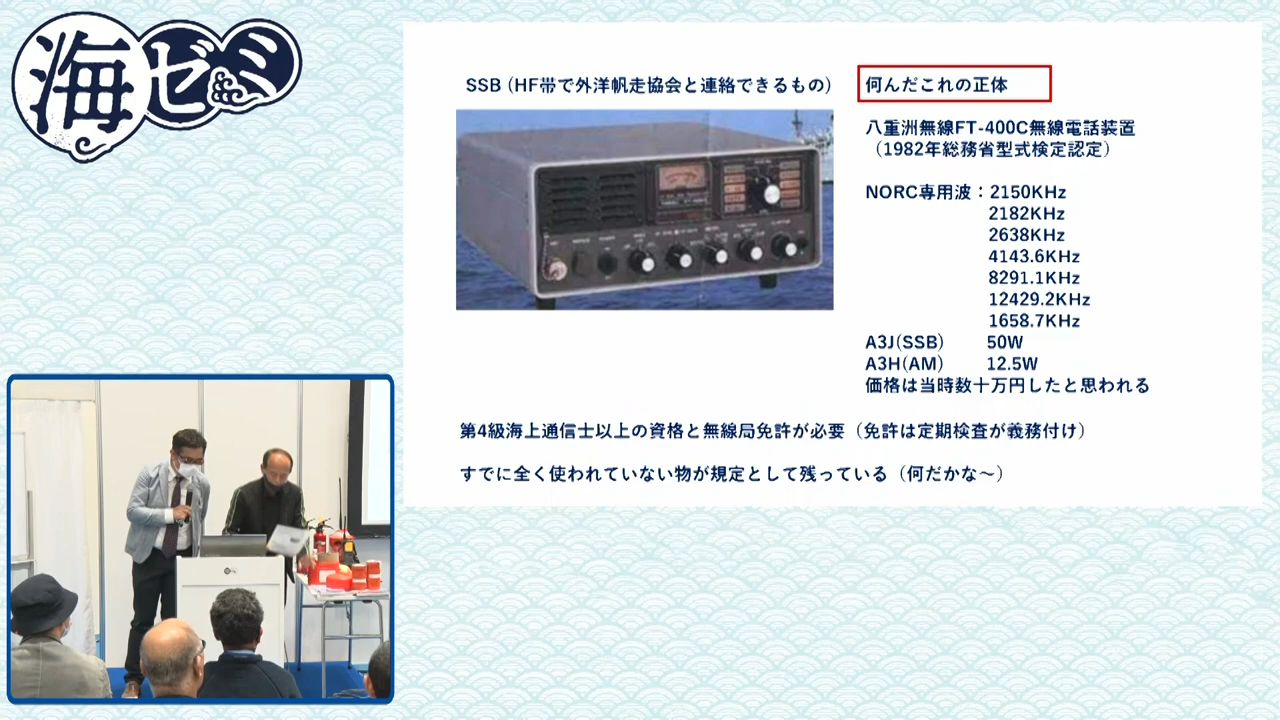 海ゼミ
SSB (HF帯で外洋帆走協会と連絡できるもの)
何んだこれの正体
八重洲無線FT-400C無線電話装置
（1982年総務省型式検定認定）
NORC専用波：2150KHz
2182KHz
2638KHz
4143.6KHz
8291.1KHz
12429.2KHz
1658.7KHz
A3J(SSB) 50W
A3H(AM) 12.5W
価格は当時数十万円したと思われる
第4級海上通信士以上の資格と無線局免許が必要（免許は定期検査が義務付け）
すでに全く使われていない物が規定として残っている（何だかな～）